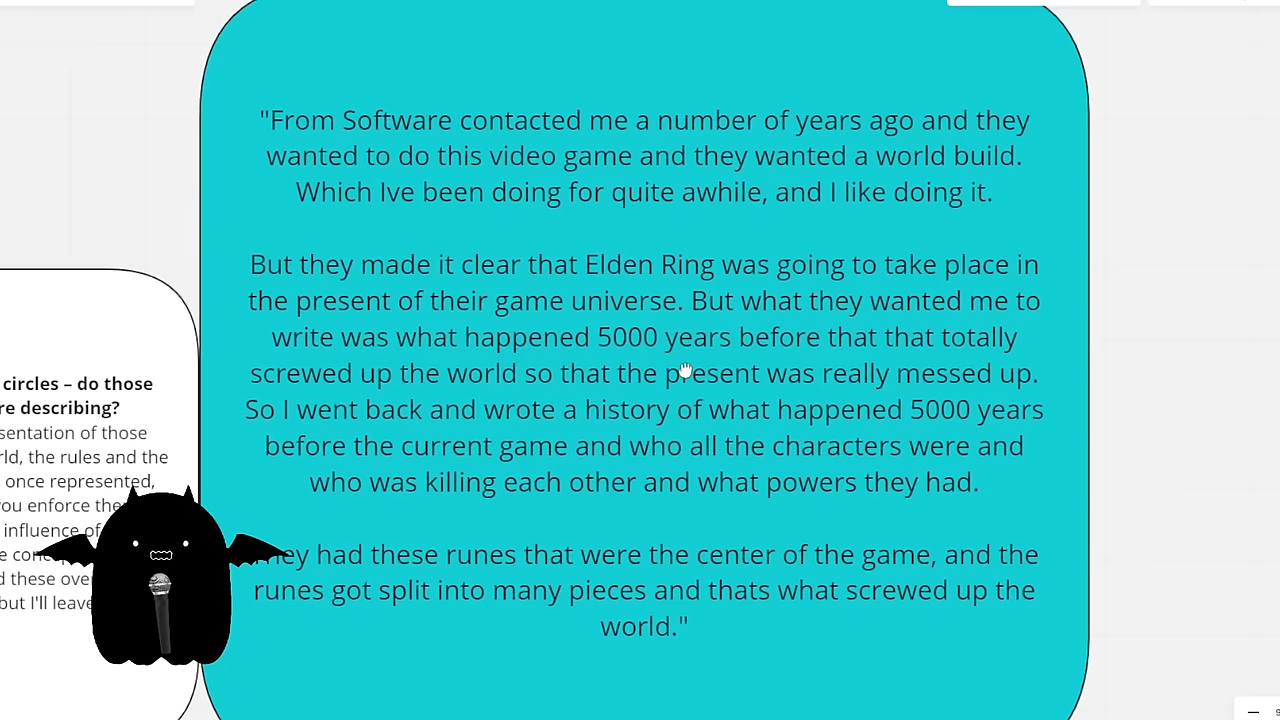 "From Software contacted me a number of years ago and they
wanted to do this video game and they wanted a world build.
Which Ive been doing for quite awhile, and I like doing it.
But they made it clear that Elden Ring was going to take place in
the present of their game universe. But what they wanted me to
write was what happened 5000 years before that that totally
screwed up the world so that the present was really messed up.
So I went back and wrote a history of what happened 5000 years
before the current game and who all the characters were and
who was killing each other and what powers they had.
had these runes that were the center of the game, and the
runes got split into many pieces and thats what screwed up the
world."
circles – do those
re describing?
sentation of those
rld, the rules and the
once represented,
you enforce the
influence of
d these over
but I'll leave